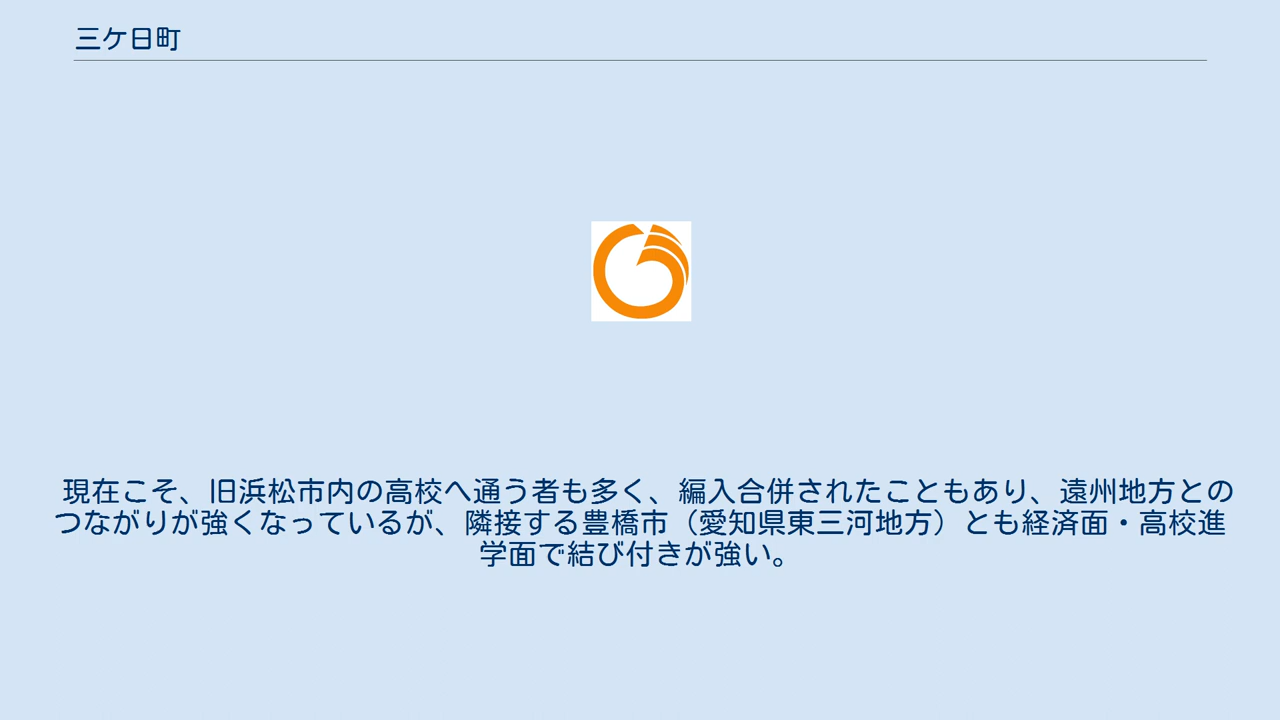 三ケ日町
現在こそ、旧浜松市内の高校へ通う者も多く、編入合併されたこともあり、遠州地方との
つながりが強くなっているが、隣接する豊橋市（愛知県東三河地方）とも経済面・高校進
学面で結び付きが強い。